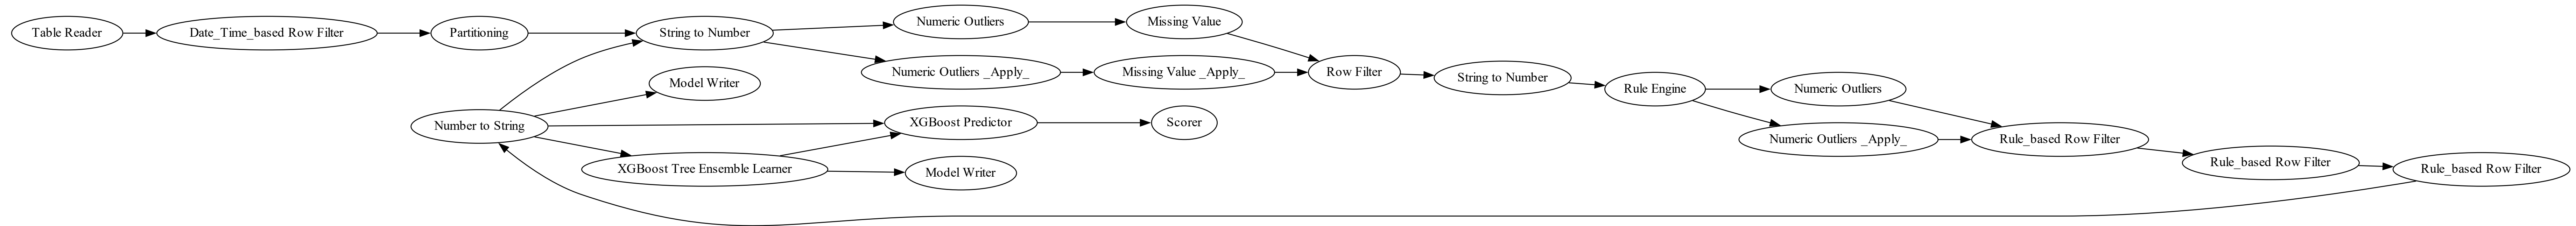 Table Reader
Date_Time_based Row Filter
Partitioning
String to Number
Numeric Outliers
Missing Value
Numeric Outliers _Apply_
Missing Value _Apply_
Row Filter
String to Number
Rule Engine
Numeric Outliers
Numeric Outliers _Apply_
Rule_based Row Filter
Rule_based Row Filter
Rule_based Row Filter
Number to String
Model Writer
XGBoost Predictor
Scorer
XGBoost Tree Ensemble Learner
Model Writer